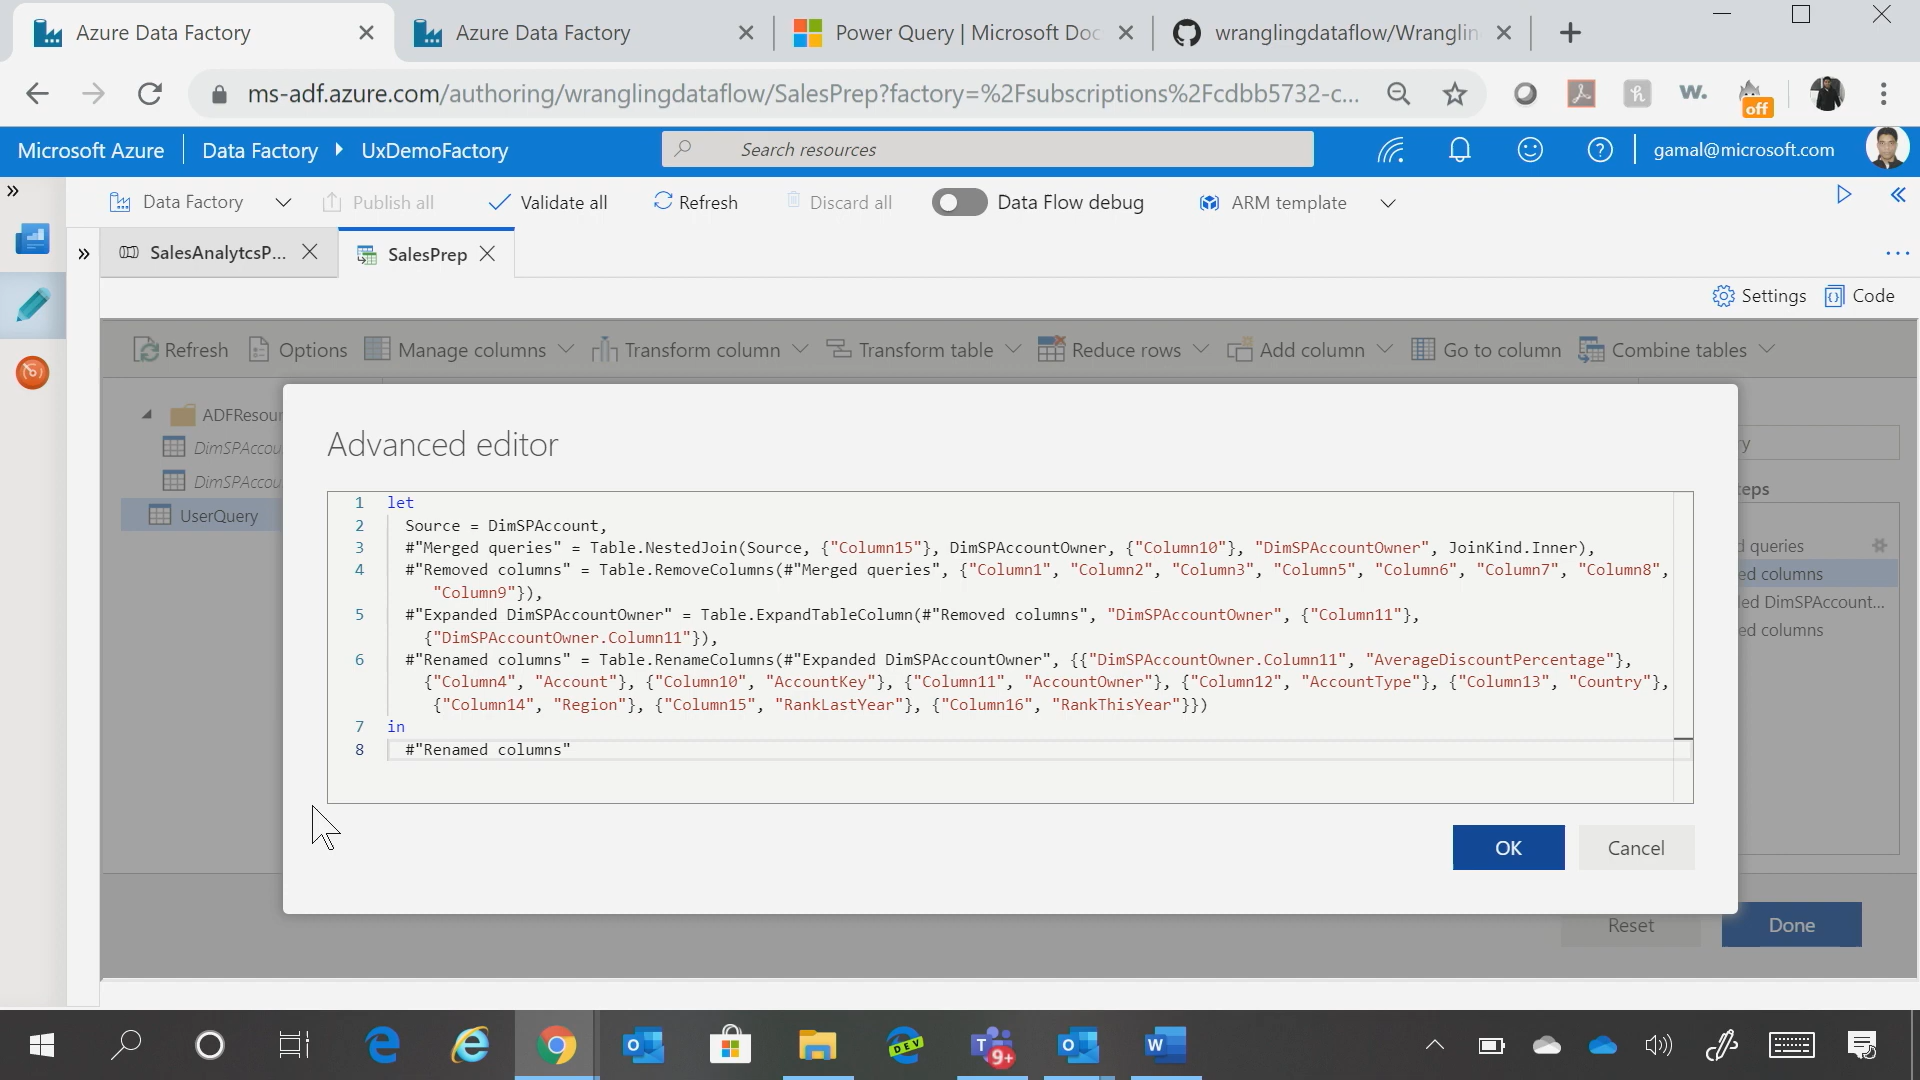 Azure Data Factory
Azure Data Factory
Power Query | Microsoft Doc
wranglingdataflow/Wranglin
ms-adf.azure.com/authoring/wranglingdataflow/SalesPrep?factory=%2Fsubscriptions%2Fcdbb5732-c...
off
Microsoft Azure
Data Factory
UxDemoFactory
Search resources
gamal@microsoft.com
Data Factory
Publish all
Validate all
Refresh
Discard all
Data Flow debug
ARM template
SalesAnalytcsP...
SalesPrep
Settings
Code
Refresh
Options
Manage columns
Transform column
Transform table
Reduce rows
Add column
Go to column
Combine tables
ADFResour
DimSPAccou
DimSPAccou
UserQuery
Advanced editor
1 let
2 Source = DimSPAccount,
3 #"Merged queries" = Table.NestedJoin(Source, {"Column15"}, DimSPAccountOwner, {"Column10"}, "DimSPAccountOwner", JoinKind.Inner),
4 #"Removed columns" = Table.RemoveColumns(#"Merged queries", {"Column1", "Column2", "Column3", "Column5", "Column6", "Column7", "Column8",
"Column9"}),
5 #"Expanded DimSPAccountOwner" = Table.ExpandTableColumn(#"Removed columns", "DimSPAccountOwner", {"Column11"},
{"DimSPAccountOwner.Column11"}),
6 #"Renamed columns" = Table.RenameColumns(#"Expanded DimSPAccountOwner", {{"DimSPAccountOwner.Column11", "AverageDiscountPercentage"},
{"Column4", "Account"}, {"Column10", "AccountKey"}, {"Column11", "AccountOwner"}, {"Column12", "AccountType"}, {"Column13", "Country"},
{"Column14", "Region"}, {"Column15", "RankLastYear"}, {"Column16", "RankThisYear"}})
7 in
8 #"Renamed columns"
OK
Cancel
ry
teps
d queries
ed columns
led DimSPAccount...
ed columns
Reset
Done
DEV
T
9+
W